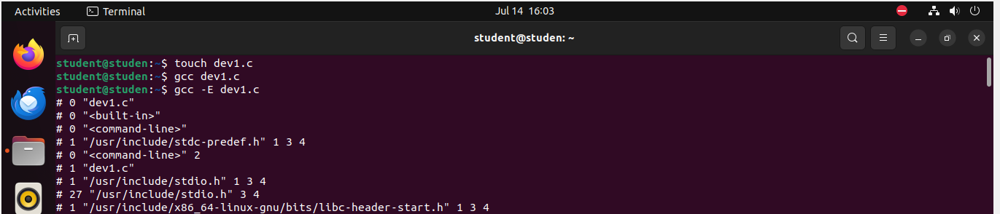 Activities Terminal Jul 14 16:03
student@studen: ~
student@studen:~$ touch dev1.c
student@studen:~$ gcc dev1.c
student@studen:~$ gcc -E dev1.c
# 0 "dev1.c"
# 0 "<built-in>"
# 0 "<command-line>"
# 1 "/usr/include/stdc-predef.h" 1 3 4
# 0 "<command-line>" 2
# 1 "dev1.c"
# 1 "/usr/include/stdio.h" 1 3 4
# 27 "/usr/include/stdio.h" 3 4
# 1 "/usr/include/x86_64-linux-gnu/bits/libc-header-start.h" 1 3 4